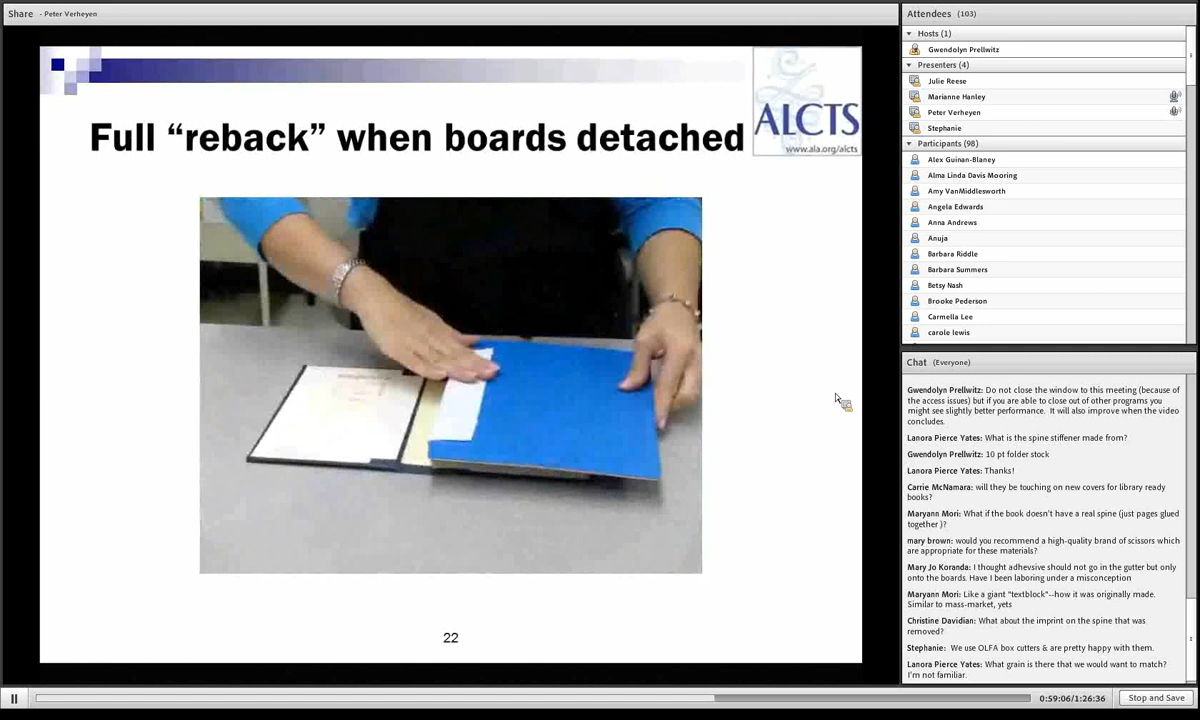 Share - Peter Verheyen
Full “reback” when boards detached
ALCTS
www.ala.org/alcts
22
Attendees (103)
Hosts (1)
Gwendolyn Prellwitz
Presenters (4)
Julie Reese
Marianne Hanley
Peter Verheyen
Stephanie
Participants (98)
Alex Guinan-Blaney
Alma Linda Davis Mooring
Amy VanMiddlesworth
Angela Edwards
Anna Andrews
Anuja
Barbara Riddle
Barbara Summers
Betsy Nash
Brooke Pederson
Carmella Lee
carole lewis
Chat (Everyone)
Gwendolyn Prellwitz: Do not close the window to this meeting (because of
the access issues) but if you are able to close out of other programs you
might see slightly better performance. It will also improve when the video
concludes.
Lanora Pierce Yates: What is the spine stiffener made from?
Gwendolyn Prellwitz: 10 pt folder stock
Lanora Pierce Yates: Thanks!
Carrie McNamara: will they be touching on new covers for library ready
books?
Maryann Mori: What if the book doesn't have a real spine (just pages glued
together )?
mary brown: would you recommend a high-quality brand of scissors which
are appropriate for these materials?
Mary Jo Koranda: I thought adhevsive should not go in the gutter but only
onto the boards. Have I been laboring under a misconception
Maryann Mori: Like a giant "textblock"--how it was originally made.
Similar to mass-market, yets
Christine Davidian: What about the imprint on the spine that was
removed?
Stephanie: We use OLFA box cutters & are pretty happy with them.
Lanora Pierce Yates: What grain is there that we would want to match?
I'm not familiar.
0:59:06/1:26:36
Stop and Save